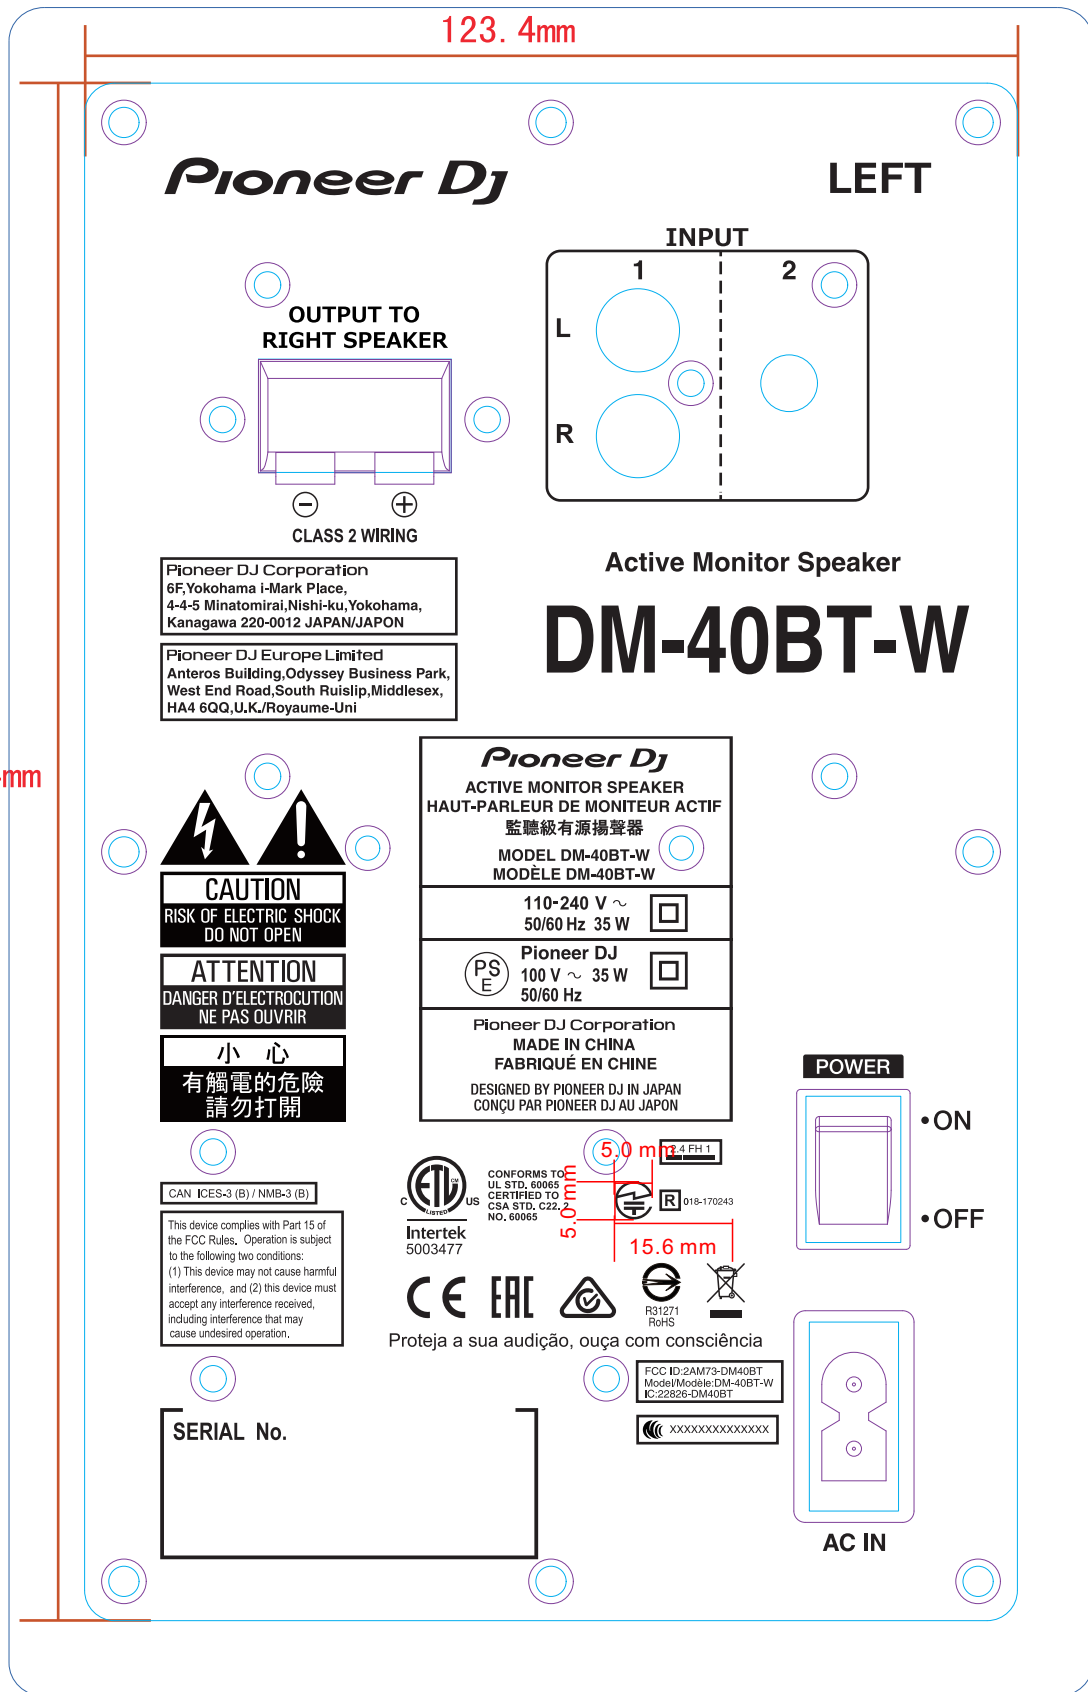 123.4mm
Pioneer Dj
LEFT
INPUT
1
2
L
R
OUTPUT TO
RIGHT SPEAKER
CLASS 2 WIRING
Pioneer DJ Corporation
6F,Yokohama i-Mark Place,
4-4-5 Minatomirai,Nishi-ku,Yokohama,
Kanagawa 220-0012 JAPAN/JAPON
Pioneer DJ Europe Limited
Anteros Building,Odyssey Business Park,
West End Road,South Ruislip,Middlesex,
HA4 6QQ,U.K./Royaume-Uni
Active Monitor Speaker
DM-40BT-W
mm
Pioneer Dj
ACTIVE MONITOR SPEAKER
HAUT-PARLEUR DE MONITEUR ACTIF
監聽級有源揚聲器
MODEL DM-40BT-W
MODÈLE DM-40BT-W
110-240 V ~
50/60 Hz 35 W
PS
E
Pioneer DJ
100 V ~ 35 W
50/60 Hz
Pioneer DJ Corporation
MADE IN CHINA
FABRIQUÉ EN CHINE
DESIGNED BY PIONEER DJ IN JAPAN
CONÇU PAR PIONEER DJ AU JAPON
CAUTION
RISK OF ELECTRIC SHOCK
DO NOT OPEN
ATTENTION
DANGER D'ELECTROCUTION
NE PAS OUVRIR
小 心
有觸電的危險
請勿打開
POWER
•ON
•OFF
CAN ICES-3 (B) / NMB-3 (B)
This device complies with Part 15 of
the FCC Rules. Operation is subject
to the following two conditions:
(1) This device may not cause harmful
interference, and (2) this device must
accept any interference received,
including interference that may
cause undesired operation.
C ETL CM US
LISTED
Intertek
5003477
CONFORMS TO
UL STD. 60065
CERTIFIED TO
CSA STD. C22. 2
NO. 60065
5.0 mm
2.4 FH 1
5.0 mm
R 018-170243
15.6 mm
CE EAC
R31271
RoHS
Proteja a sua audição, ouça com consciência
FCC ID:2AM73-DM40BT
Model/Modèle:DM-40BT-W
IC:22826-DM40BT
XXXXXXXXXXXXXX
SERIAL No.
AC IN